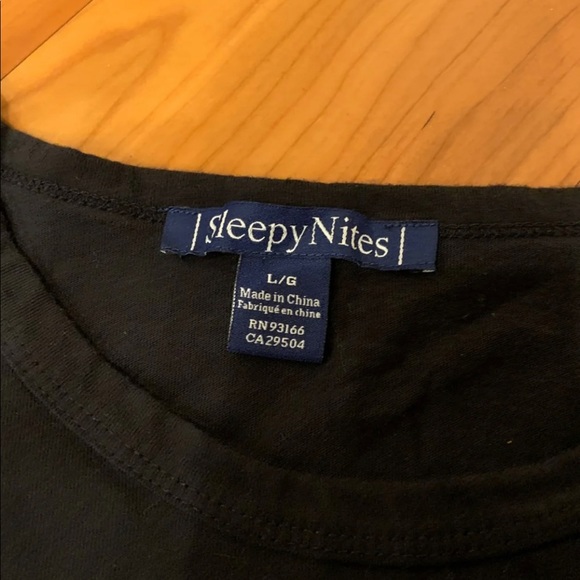 | SleepyNites |
L/G
Made in China
Fabriqué en chine
RN93166
CA29504